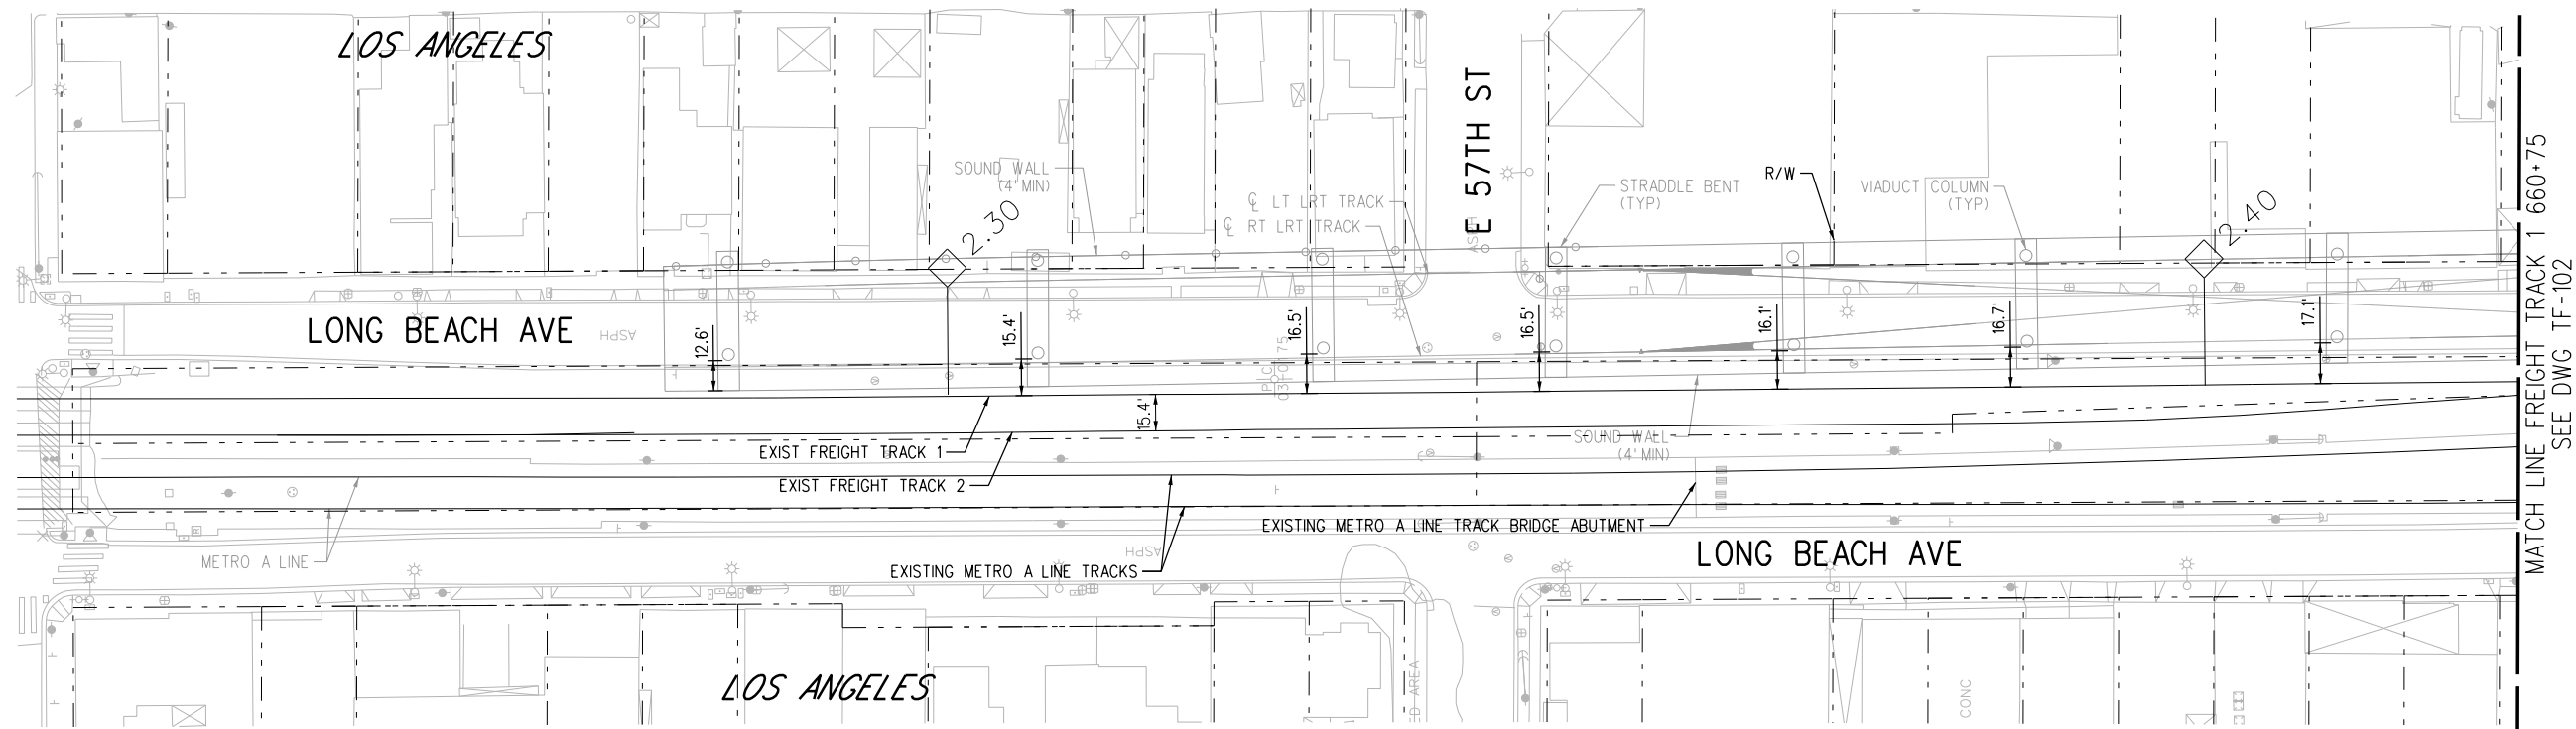 LOS ANGELES
E 57TH ST
SOUND WALL
(4' MIN)
2.30
℄ LT LRT TRACK
℄ RT LRT TRACK
STRADDLE BENT
(TYP)
R/W
VIADUCT COLUMN
(TYP)
2.40
MATCH LINE FREIGHT TRACK 1 660+75
SEE DWG TF-102
LONG BEACH AVE
ASPH
ASPH
12.6'
15.4'
16.5'
16.5'
16.1'
16.7'
17.1'
15.4'
EXIST FREIGHT TRACK 1
SOUND WALL
(4' MIN)
EXIST FREIGHT TRACK 2
EXISTING METRO A LINE TRACK BRIDGE ABUTMENT
METRO A LINE
ASPH
EXISTING METRO A LINE TRACKS
LONG BEACH AVE
LOS ANGELES
AREA
CONC